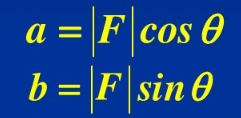 a = |F| cos θ
b = |F| sin θ